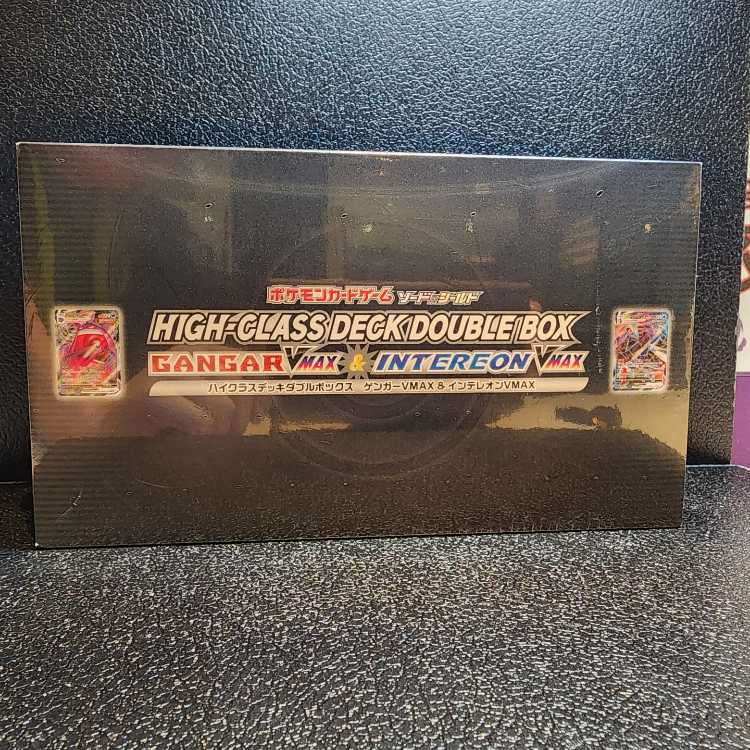 ポケモンカードゲーム ソード&シールド
HIGH-CLASS DECK DOUBLE BOX
GANGAR VMAX & INTEREON VMAX
ハイクラスデッキダブルボックス ゲンガーVMAX & インテレオンVMAX